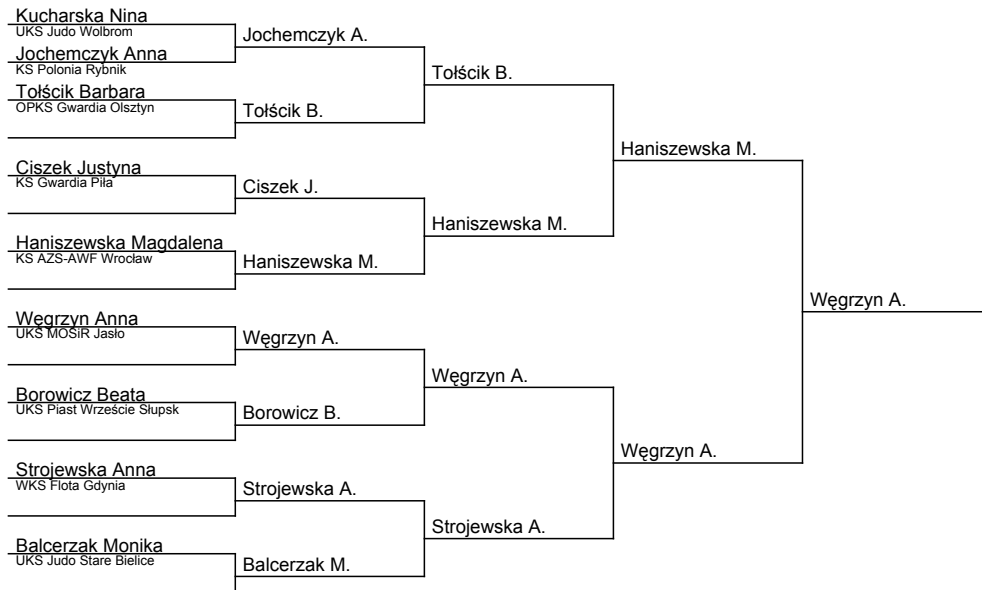 Kucharska Nina
UKS Judo Wolbrom
Jochemczyk Anna
KS Polonia Rybnik
Tołścik Barbara
OPKS Gwardia Olsztyn
Ciszek Justyna
KS Gwardia Piła
Haniszewska Magdalena
KS AZS-AWF Wrocław
Węgrzyn Anna
UKS MOSiR Jasło
Borowicz Beata
UKS Piast Wrzeście Słupsk
Strojewska Anna
WKS Flota Gdynia
Balcerzak Monika
UKS Judo Stare Bielice
Jochemczyk A.
Tołścik B.
Ciszek J.
Haniszewska M.
Węgrzyn A.
Borowicz B.
Strojewska A.
Balcerzak M.
Tołścik B.
Haniszewska M.
Węgrzyn A.
Strojewska A.
Haniszewska M.
Węgrzyn A.
Węgrzyn A.